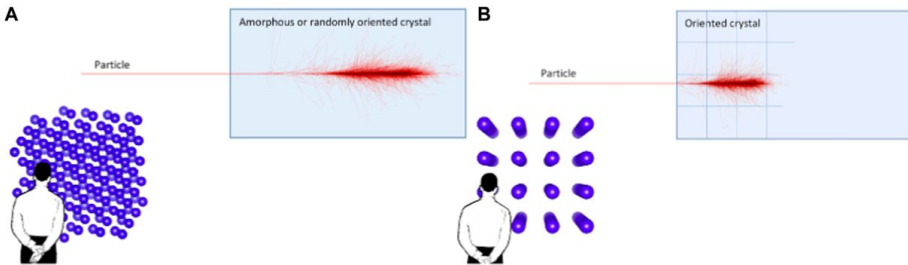 A
Amorphous or randomly oriented crystal
Particle
B
Oriented crystal
Particle